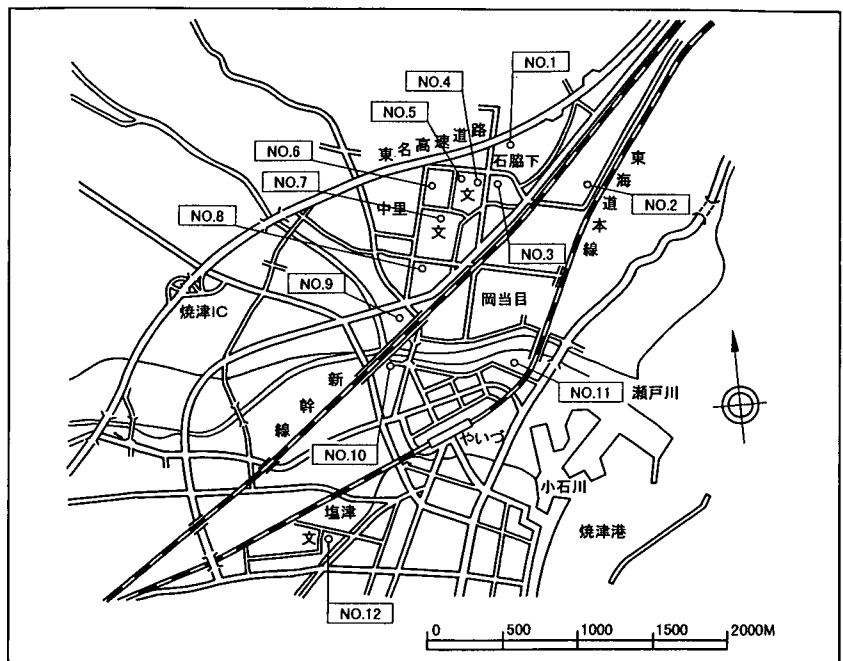 NO.1
NO.4
NO.5
東名高速道路
石脇下
NO.6
NO.7
文
東海道本線
NO.2
中里
文
NO.8
NO.3
NO.9
岡当目
焼津IC
新幹線
NO.11
瀬戸川
やいづ
NO.10
小石川
塩津
焼津港
文
NO.12
0 500 1000 1500 2000M